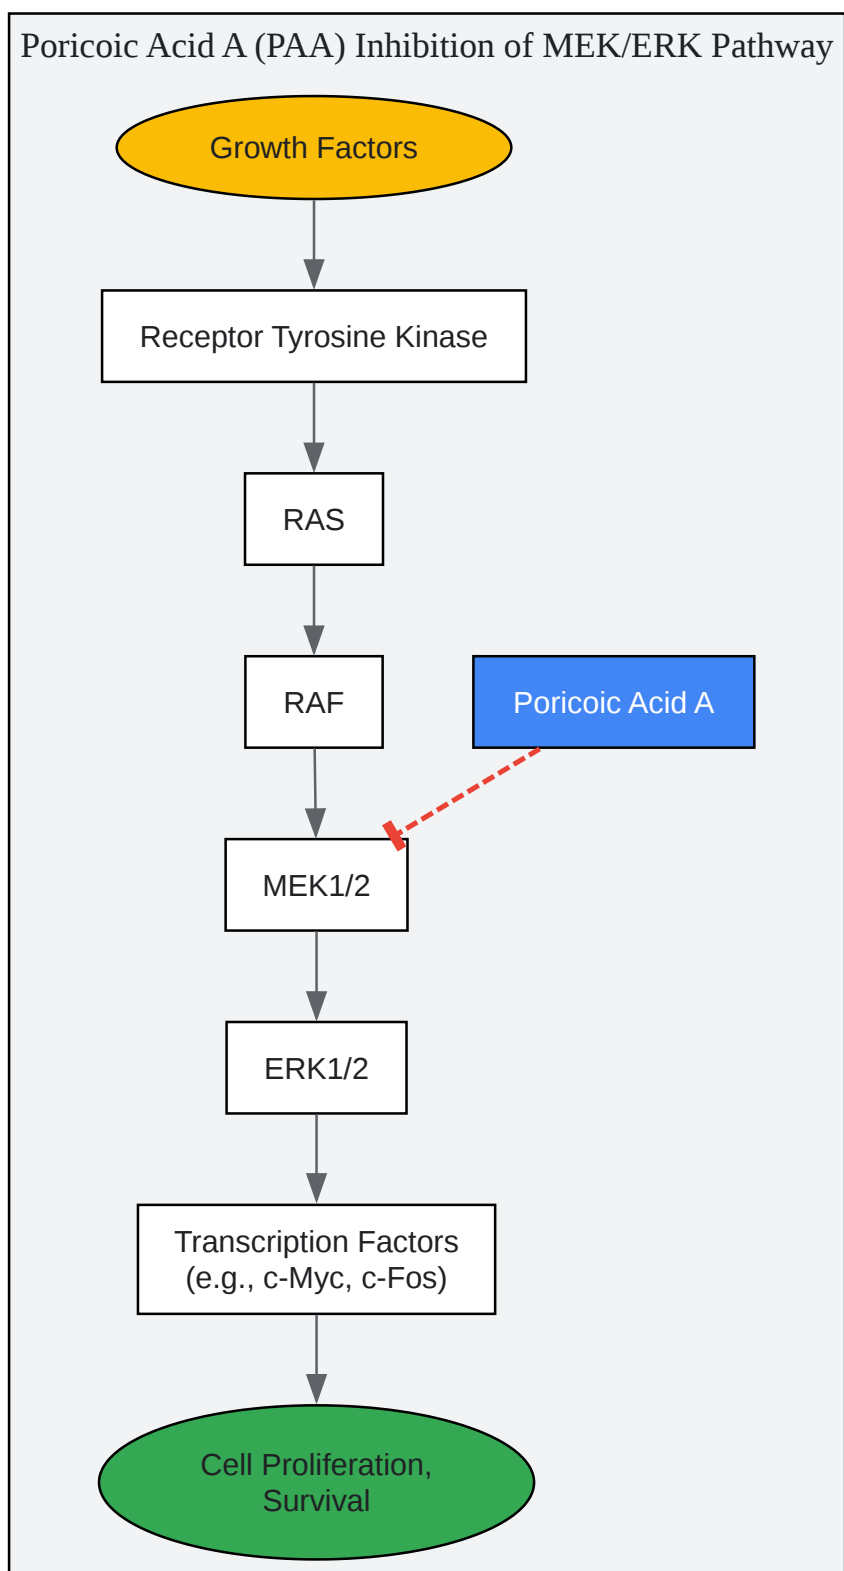 Poricoic Acid A (PAA) Inhibition of MEK/ERK Pathway
Growth Factors
Receptor Tyrosine Kinase
RAS
RAF
Poricoic Acid A
MEK1/2
ERK1/2
Transcription Factors
(e.g., c-Myc, c-Fos)
Cell Proliferation,
Survival